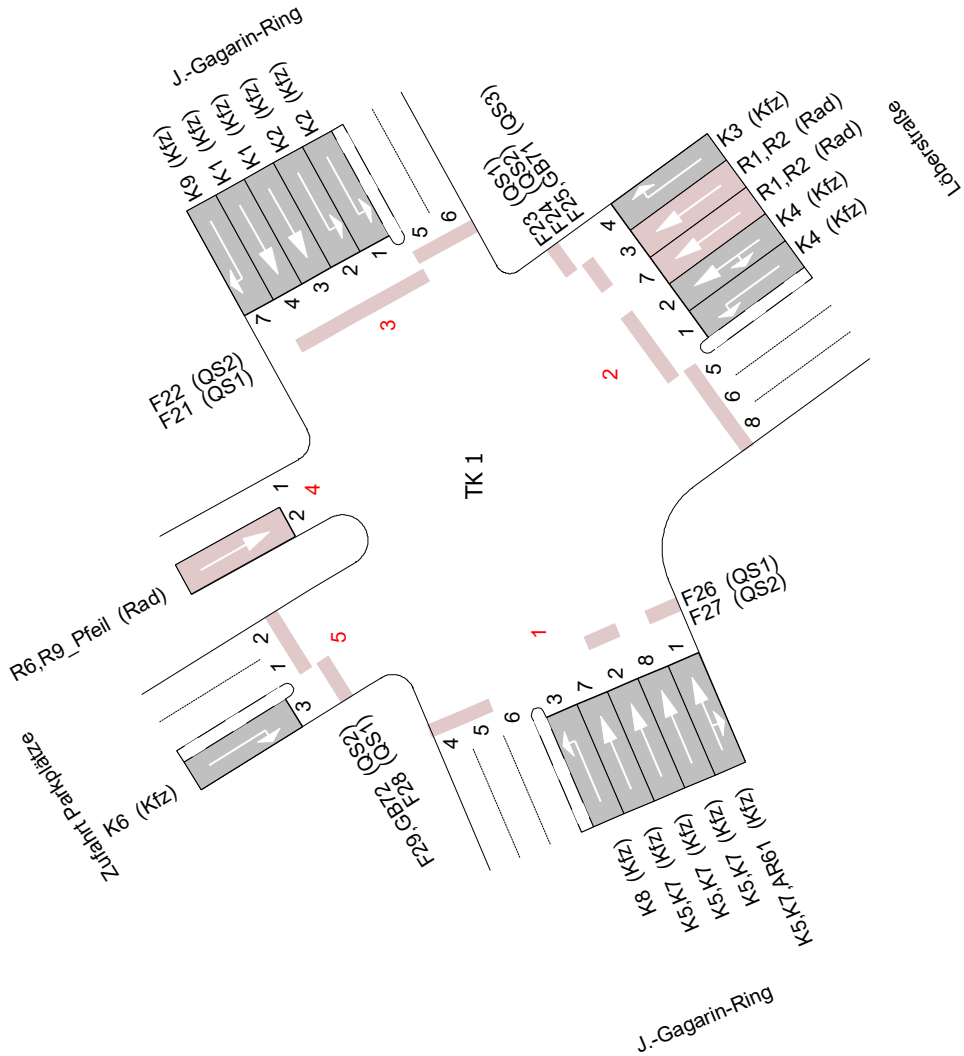 J.-Gagarin-Ring
K9 (Kfz)
K1 (Kfz)
K1 (Kfz)
K2 (Kfz)
K2 (Kfz)
7
4
3
2
1
5
6
3
F22 (QS2)
F21 (QS1)
F23 (QS1)
F24 (QS2)
F25,GB71 (QS3)
Löberstraße
K3 (Kfz)
R1,R2 (Rad)
R1,R2 (Rad)
K4 (Kfz)
K4 (Kfz)
4
3
7
2
1
5
6
8
2
TK 1
1
2
4
R6,R9_Pfeil (Rad)
2
1
3
5
Zufahrt Parkplätze
K6 (Kfz)
F29,GB72 (QS2)
F28 (QS1)
4
5
6
3
7
2
8
1
1
F26 (QS1)
F27 (QS2)
K8 (Kfz)
K5,K7 (Kfz)
K5,K7 (Kfz)
K5,K7 (Kfz)
K5,K7,AR61 (Kfz)
J.-Gagarin-Ring